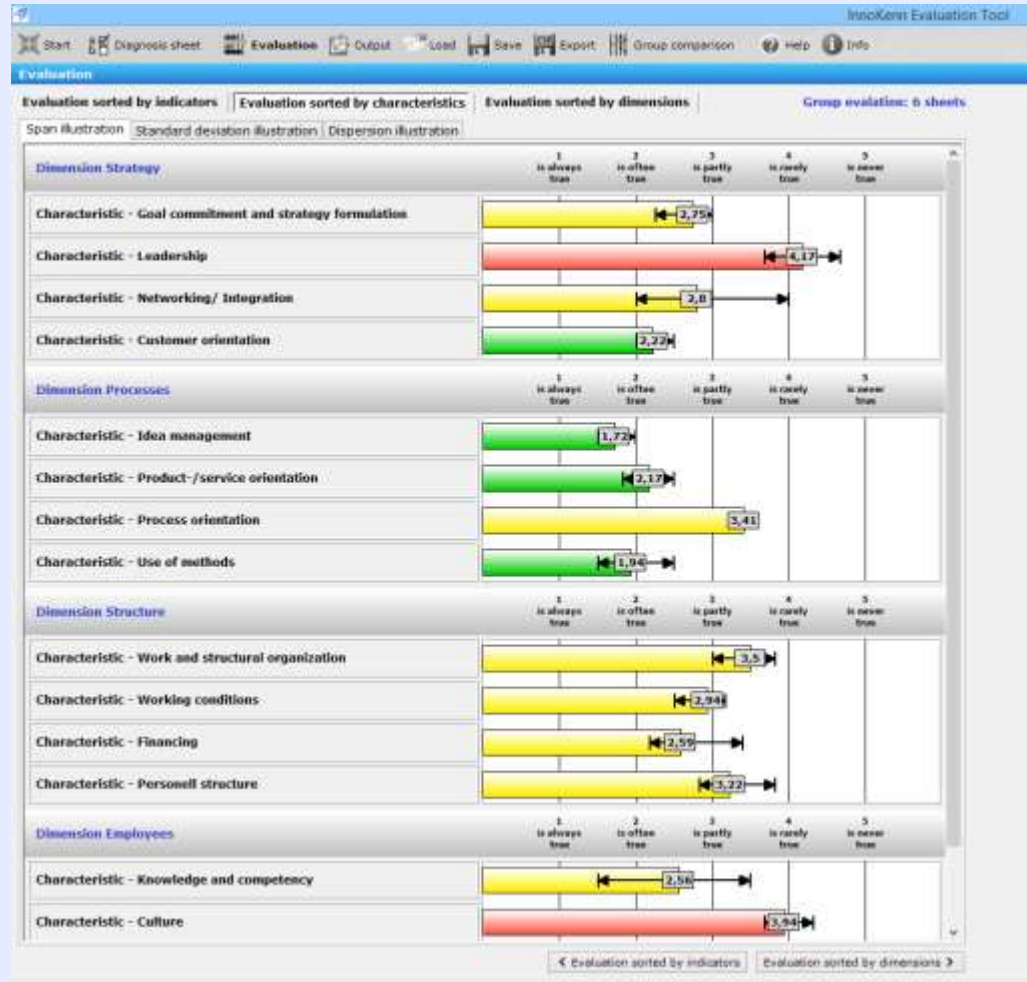 InnoKenn Evaluation Tool
Start Diagnosis sheet Evaluation Output Load Save Export Group comparison Help Info
Evaluation
Evaluation sorted by indicators Evaluation sorted by characteristics Evaluation sorted by dimensions Group evalation: 6 sheets
Span illustration Standard deviation illustration Dispersion illustration
Dimension Strategy 1 is always true 2 is often true 3 is partly true 4 is rarely true 5 is never true
Characteristic - Goal commitment and strategy formulation 2,75
Characteristic - Leadership 4,17
Characteristic - Networking/ Integration 2,8
Characteristic - Customer orientation 2,22
Dimension Processes 1 is always true 2 is often true 3 is partly true 4 is rarely true 5 is never true
Characteristic - Idea management 1,72
Characteristic - Product-/service orientation 2,17
Characteristic - Process orientation 3,41
Characteristic - Use of methods 1,94
Dimension Structure 1 is always true 2 is often true 3 is partly true 4 is rarely true 5 is never true
Characteristic - Work and structural organization 3,5
Characteristic - Working conditions 2,94
Characteristic - Financing 2,59
Characteristic - Personell structure 3,22
Dimension Employees 1 is always true 2 is often true 3 is partly true 4 is rarely true 5 is never true
Characteristic - Knowledge and competency 2,56
Characteristic - Culture 3,94
Evaluation sorted by indicators Evaluation sorted by dimensions